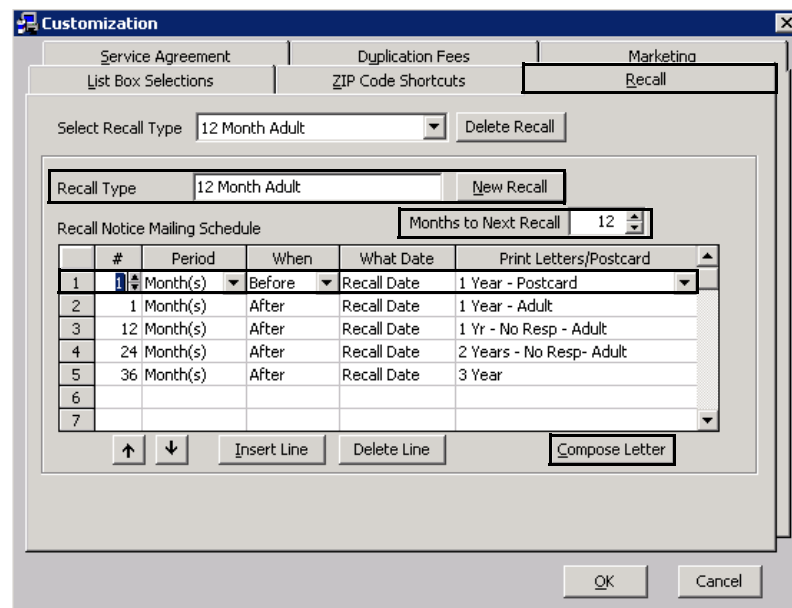 Customization
Service Agreement Duplication Fees Marketing
List Box Selections ZIP Code Shortcuts Recall
Select Recall Type 12 Month Adult Delete Recall
Recall Type 12 Month Adult New Recall
Recall Notice Mailing Schedule Months to Next Recall 12
# Period When What Date Print Letters/Postcard
1 1 Month(s) Before Recall Date 1 Year - Postcard
2 1 Month(s) After Recall Date 1 Year - Adult
3 12 Month(s) After Recall Date 1 Yr - No Resp - Adult
4 24 Month(s) After Recall Date 2 Years - No Resp- Adult
5 36 Month(s) After Recall Date 3 Year
6
7
Insert Line Delete Line Compose Letter
OK Cancel